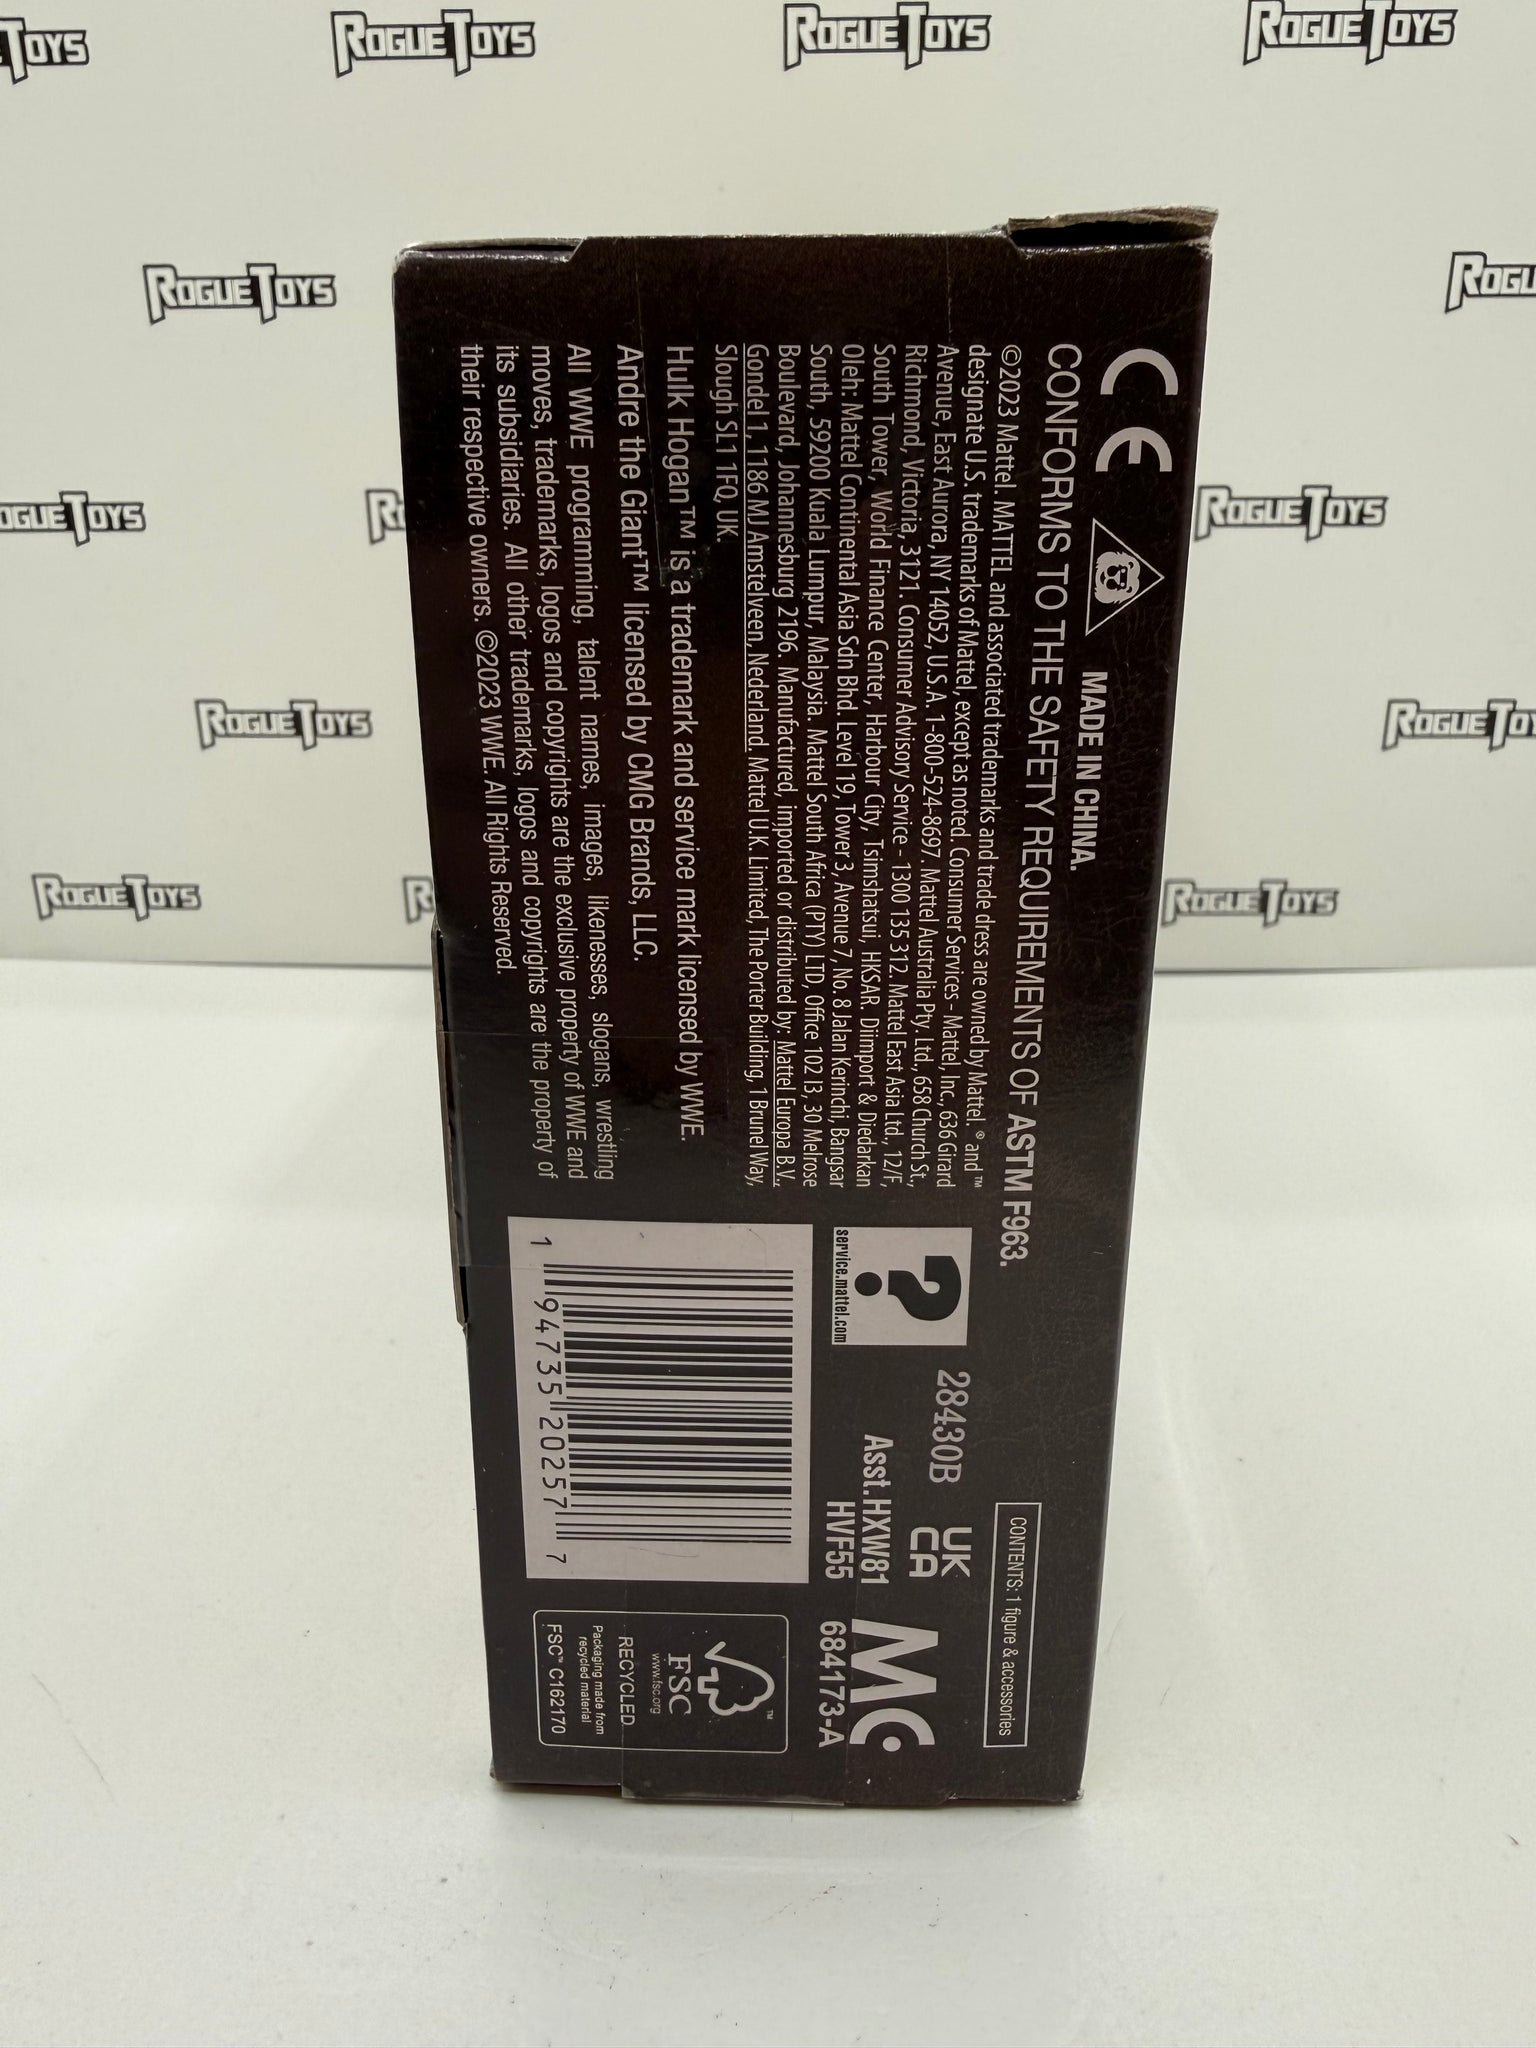 ROGUE TOYS
ROGUE TOYS
ROGUE TOYS
ROGUE TOYS
ROGUE TOYS
ROGUE TOYS
ROGUE TOYS
ROGUE TOYS
ROGUE TOYS
ROGUE TOYS
ROGUE TOYS
CE MADE IN CHINA.
CONFORMS TO THE SAFETY REQUIREMENTS OF ASTM F963.
©2023 Mattel. MATTEL and associated trademarks and trade dress are owned by Mattel. ® and ™
designate U.S. trademarks of Mattel, except as noted. Consumer Services - Mattel, Inc., 636 Girard
Avenue, East Aurora, NY 14052, U.S.A. 1-800-524-8697. Mattel Australia Pty. Ltd., 658 Church St.,
Richmond, Victoria, 3121. Consumer Advisory Service - 1300 135 312. Mattel East Asia Ltd., 12/F,
South Tower, World Finance Center, Harbour City, Tsimshatsui, HKSAR. Diimport & Diedarkan
Oleh: Mattel Continental Asia Sdn Bhd. Level 19, Tower 3, Avenue 7, No. 8 Jalan Kerinchi, Bangsar
South, 59200 Kuala Lumpur, Malaysia. Mattel South Africa (PTY) LTD, Office 102 I3, 30 Melrose
Boulevard, Johannesburg 2196. Manufactured, imported or distributed by: Mattel Europa B.V.,
Gondel 1, 1186 MJ Amstelveen, Nederland. Mattel U.K. Limited, The Porter Building, 1 Brunel Way,
Slough SL1 1FQ, UK.
Hulk Hogan™ is a trademark and service mark licensed by WWE.
Andre the Giant™ licensed by CMG Brands, LLC.
All WWE programming, talent names, images, likenesses, slogans, wrestling
moves, trademarks, logos and copyrights are the exclusive property of WWE and
its subsidiaries. All other trademarks, logos and copyrights are the property of
their respective owners. ©2023 WWE. All Rights Reserved.
?
service.mattel.com
28430B
UK
CA
Asst.HXW81
HVF55
CONTENTS: 1 figure & accessories
MC
684173-A
1 94735 20257 7
™
FSC
www.fsc.org
RECYCLED
Packaging made from
recycled material
FSC™ C162170